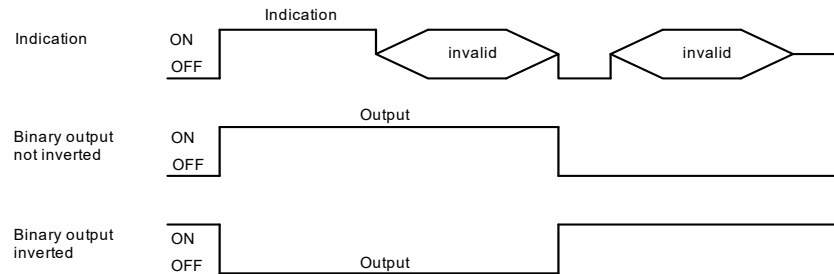 Indication
Indication
ON
OFF
invalid
invalid
Binary output
not inverted
ON
OFF
Output
Binary output
inverted
ON
OFF
Output